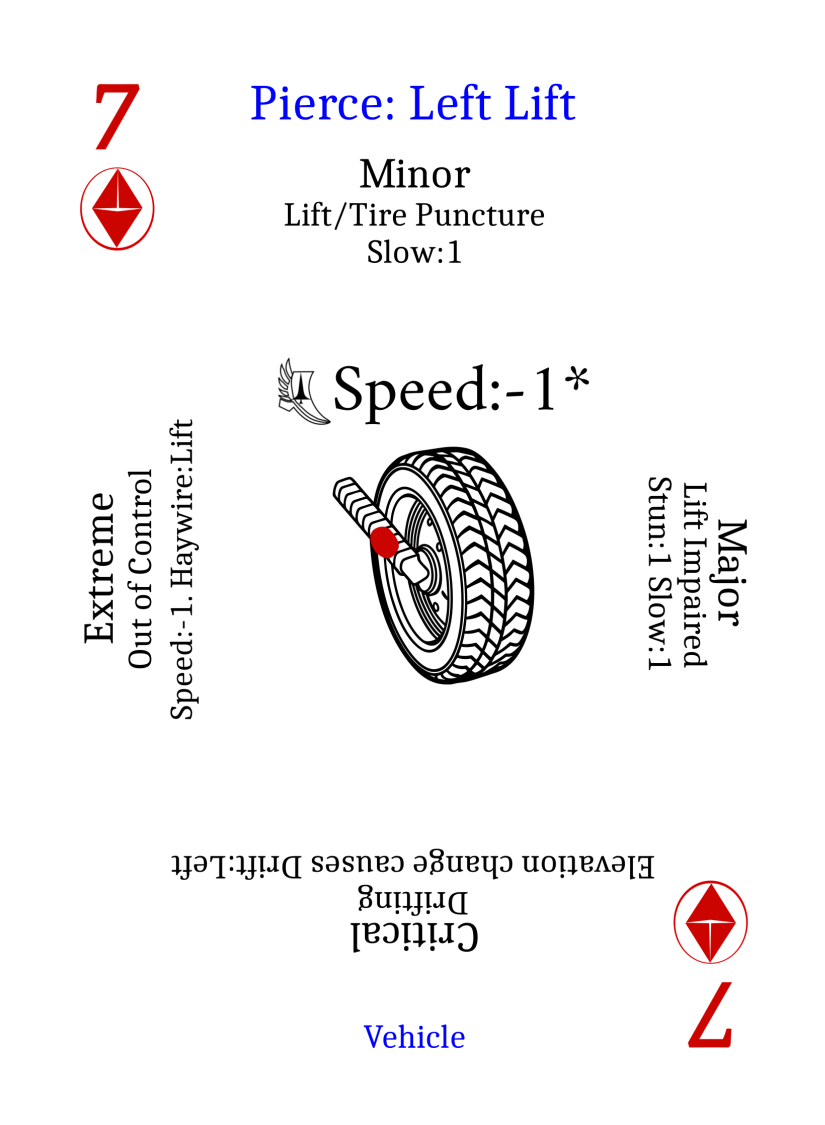 7
Pierce: Left Lift
Minor
Lift/Tire Puncture
Slow:1
Speed:-1*
Extreme
Out of Control
Speed:-1. Haywire:Lift
Major
Lift Impaired
Stun: 1 Slow:1
Critical
Drifting
Elevation change causes Drift:Left
Vehicle
7